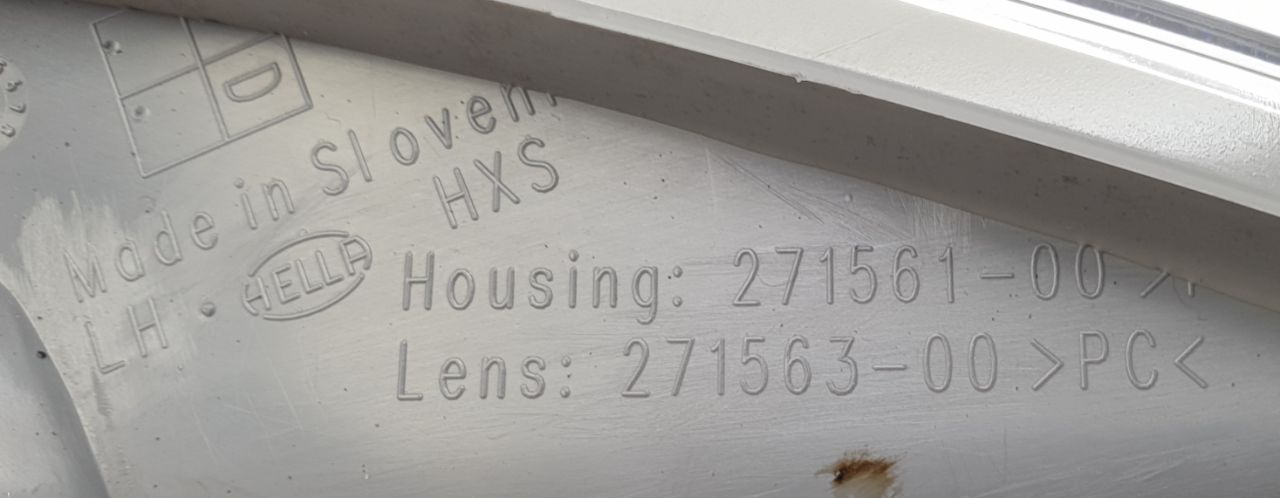 D
Made in Sloven
HXS
LH
HELLA
Housing: 271561-00 >
Lens: 271563-00 >PC<